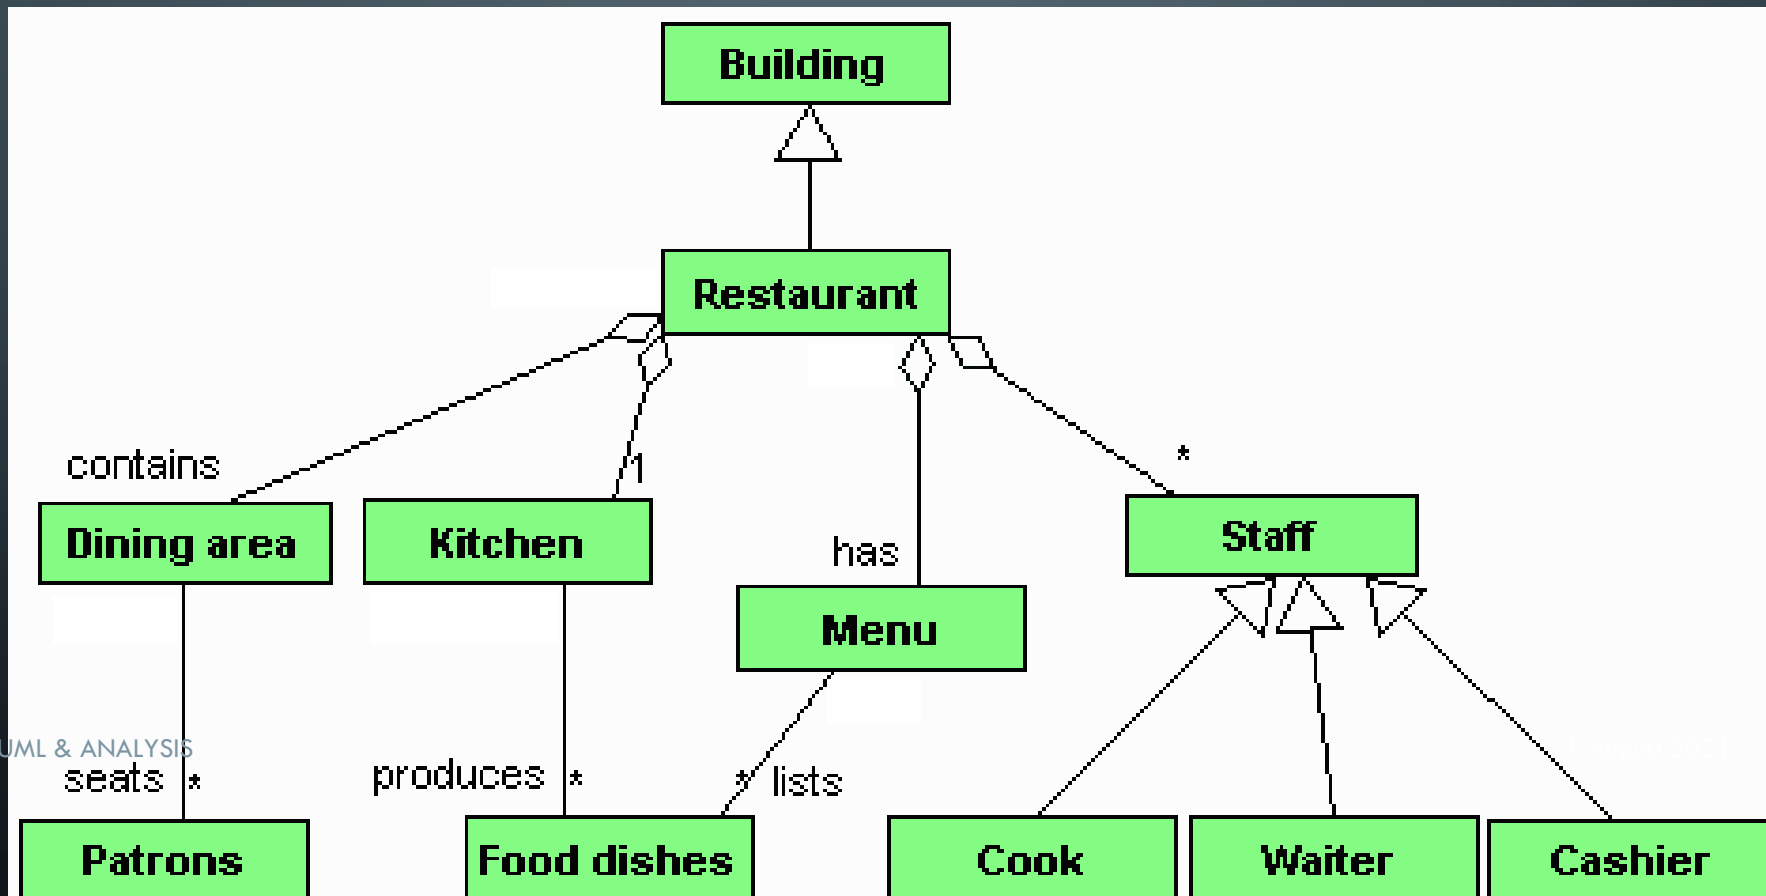 Building
Restaurant
*
contains
1
Dining area
Kitchen
Staff
has
Menu
UML & ANALYSIS
seats *
produces *
* lists
Patrons
Food dishes
Cook
Waiter
Cashier